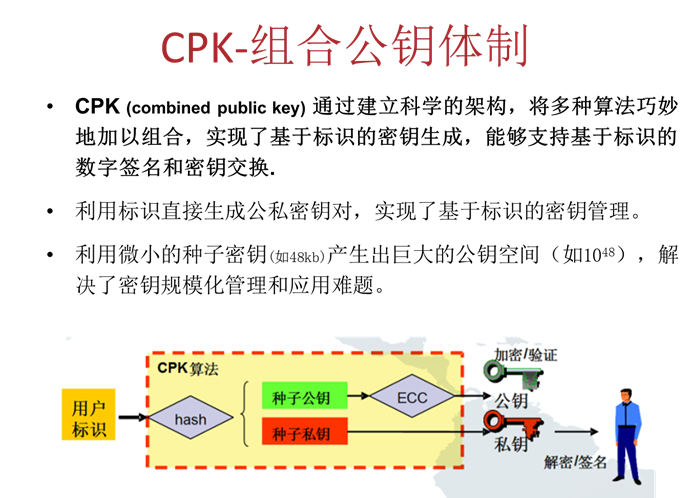 CPK-组合公钥体制
• CPK (combined public key) 通过建立科学的架构，将多种算法巧妙
地加以组合，实现了基于标识的密钥生成，能够支持基于标识的
数字签名和密钥交换.
• 利用标识直接生成公私密钥对，实现了基于标识的密钥管理。
• 利用微小的种子密钥(如48kb)产生出巨大的公钥空间（如10⁴⁸），解
决了密钥规模化管理和应用难题。
CPK算法
用户
标识
hash
种子公钥
种子私钥
ECC
加密/验证
公钥
私钥
解密/签名